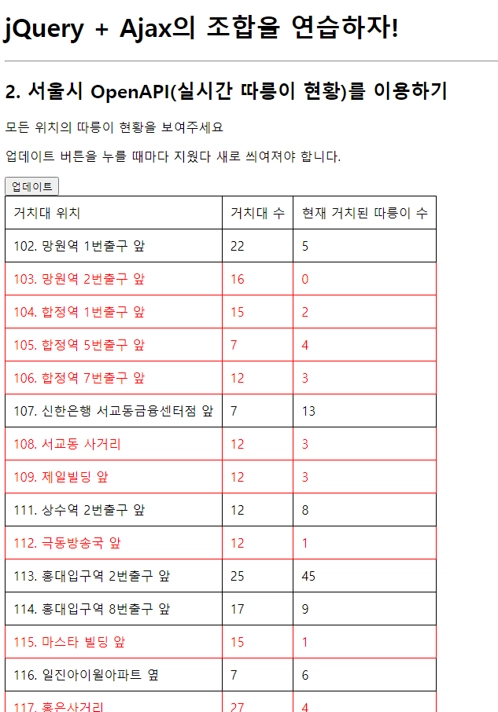 jQuery + Ajax의 조합을 연습하자!
2. 서울시 OpenAPI(실시간 따릉이 현황)를 이용하기
모든 위치의 따릉이 현황을 보여주세요
업데이트 버튼을 누를 때마다 지웠다 새로 씌여져야 합니다.
업데이트
거치대 위치 거치대 수 현재 거치된 따릉이 수
102. 망원역 1번출구 앞 22 5
103. 망원역 2번출구 앞 16 0
104. 합정역 1번출구 앞 15 2
105. 합정역 5번출구 앞 7 4
106. 합정역 7번출구 앞 12 3
107. 신한은행 서교동금융센터점 앞 7 13
108. 서교동 사거리 12 3
109. 제일빌딩 앞 12 3
111. 상수역 2번출구 앞 12 8
112. 극동방송국 앞 12 1
113. 홍대입구역 2번출구 앞 25 45
114. 홍대입구역 8번출구 앞 17 9
115. 마스타 빌딩 앞 15 1
116. 일진아이윌아파트 옆 7 6
117. 홍은사거리 27 4